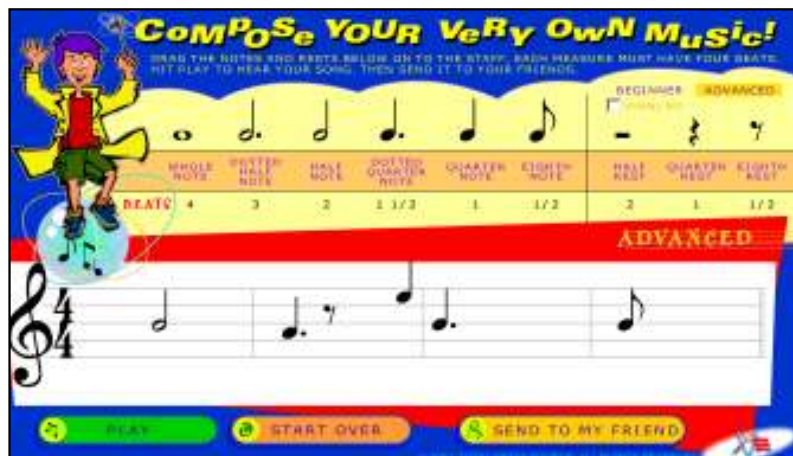 COMPOSE YOUR VERY OWN MUSIC!
DRAG THE NOTES AND RESTS BELOW ON TO THE STAFF. EACH MEASURE MUST HAVE FOUR BEATS.
HIT PLAY TO HEAR YOUR SONG. THEN SEND IT TO YOUR FRIENDS.
BEGINNER ADVANCED
WHOLE NOTE
DOTTED HALF NOTE
HALF NOTE
DOTTED QUARTER NOTE
QUARTER NOTE
EIGHTH NOTE
HALF REST
QUARTER REST
EIGHTH REST
BEATS 4 3 2 1 1/2 1 1/2 2 1 1/2
ADVANCED
4
4
PLAY START OVER SEND TO MY FRIEND